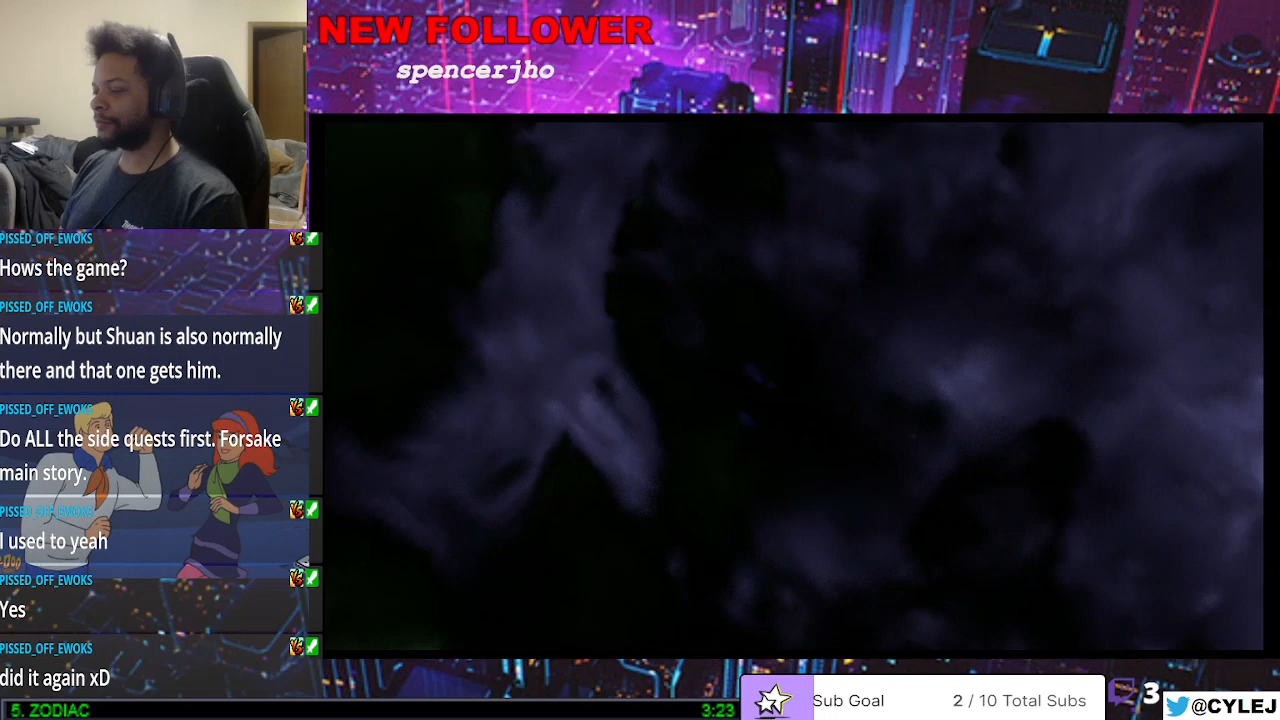 NEW FOLLOWER
spencerjho
PISSED_OFF_EWOKS
Hows the game?
PISSED_OFF_EWOKS
Normally but Shuan is also normally
there and that one gets him.
PISSED_OFF_EWOKS
Do ALL the side quests first. Forsake
main story.
PISSED_OFF_EWOKS
I used to yeah
PISSED_OFF_EWOKS
Yes
PISSED_OFF_EWOKS
did it again xD
5. ZODIAC 3:23
Sub Goal 2 / 10 Total Subs
3
@CYLEJ